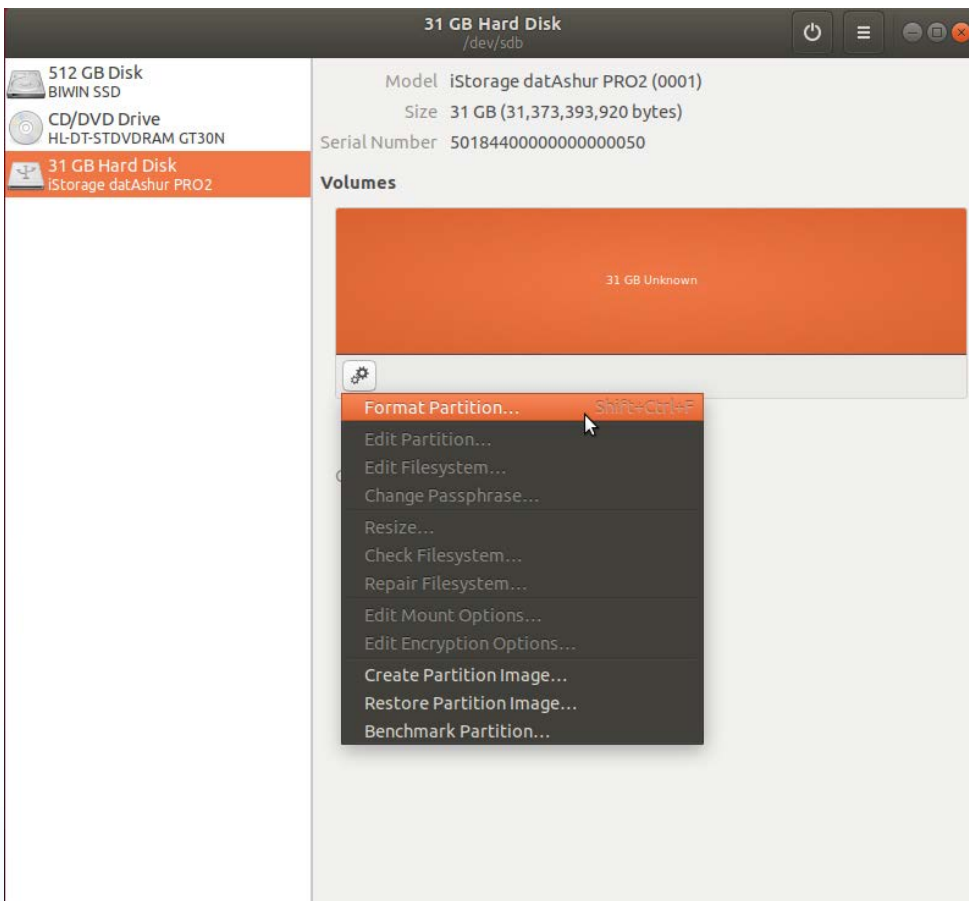 31 GB Hard Disk
/dev/sdb
512 GB Disk
BIWIN SSD
CD/DVD Drive
HL-DT-STDVDRAM GT30N
31 GB Hard Disk
iStorage datAshur PRO2
Model iStorage datAshur PRO2 (0001)
Size 31 GB (31,373,393,920 bytes)
Serial Number 50184400000000000050
Volumes
31 GB Unknown
Format Partition... Shift+Ctrl+F
Edit Partition...
Edit Filesystem...
Change Passphrase...
Resize...
Check Filesystem...
Repair Filesystem...
Edit Mount Options...
Edit Encryption Options...
Create Partition Image...
Restore Partition Image...
Benchmark Partition...